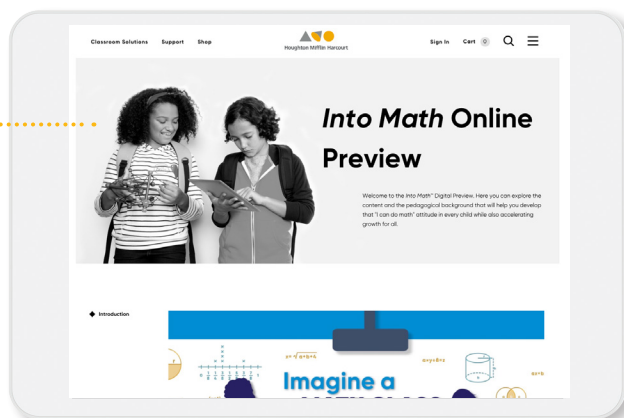 Classroom Solutions Support Shop
Houghton Mifflin Harcourt
Sign In Cart 0
Into Math Online
Preview
Welcome to the Into Math™ Digital Preview. Here you can explore the
content and the pedagogical background that will help you develop
that "I can do math" attitude in every child while also accelerating
growth for all.
Introduction
a+y+B=c
Imagine a